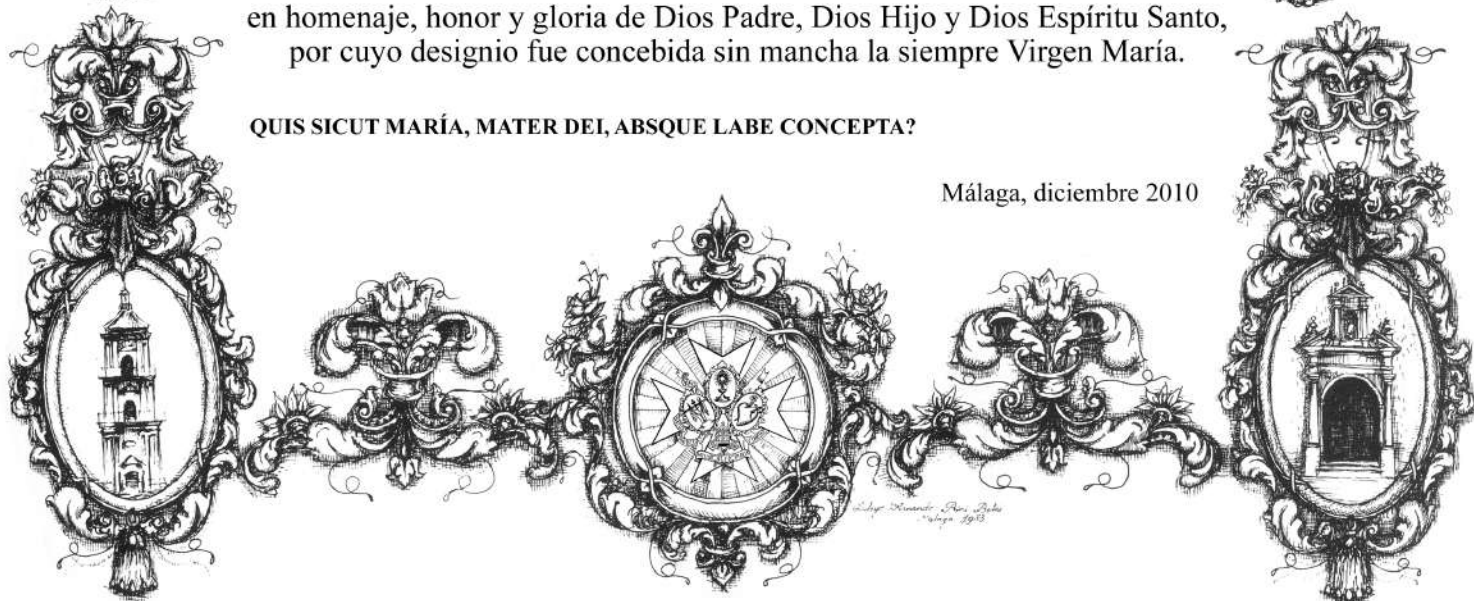 en homenaje, honor y gloria de Dios Padre, Dios Hijo y Dios Espíritu Santo,
por cuyo designio fue concebida sin mancha la siempre Virgen María.
QUIS SICUT MARÍA, MATER DEI, ABSQUE LABE CONCEPTA?
Málaga, diciembre 2010